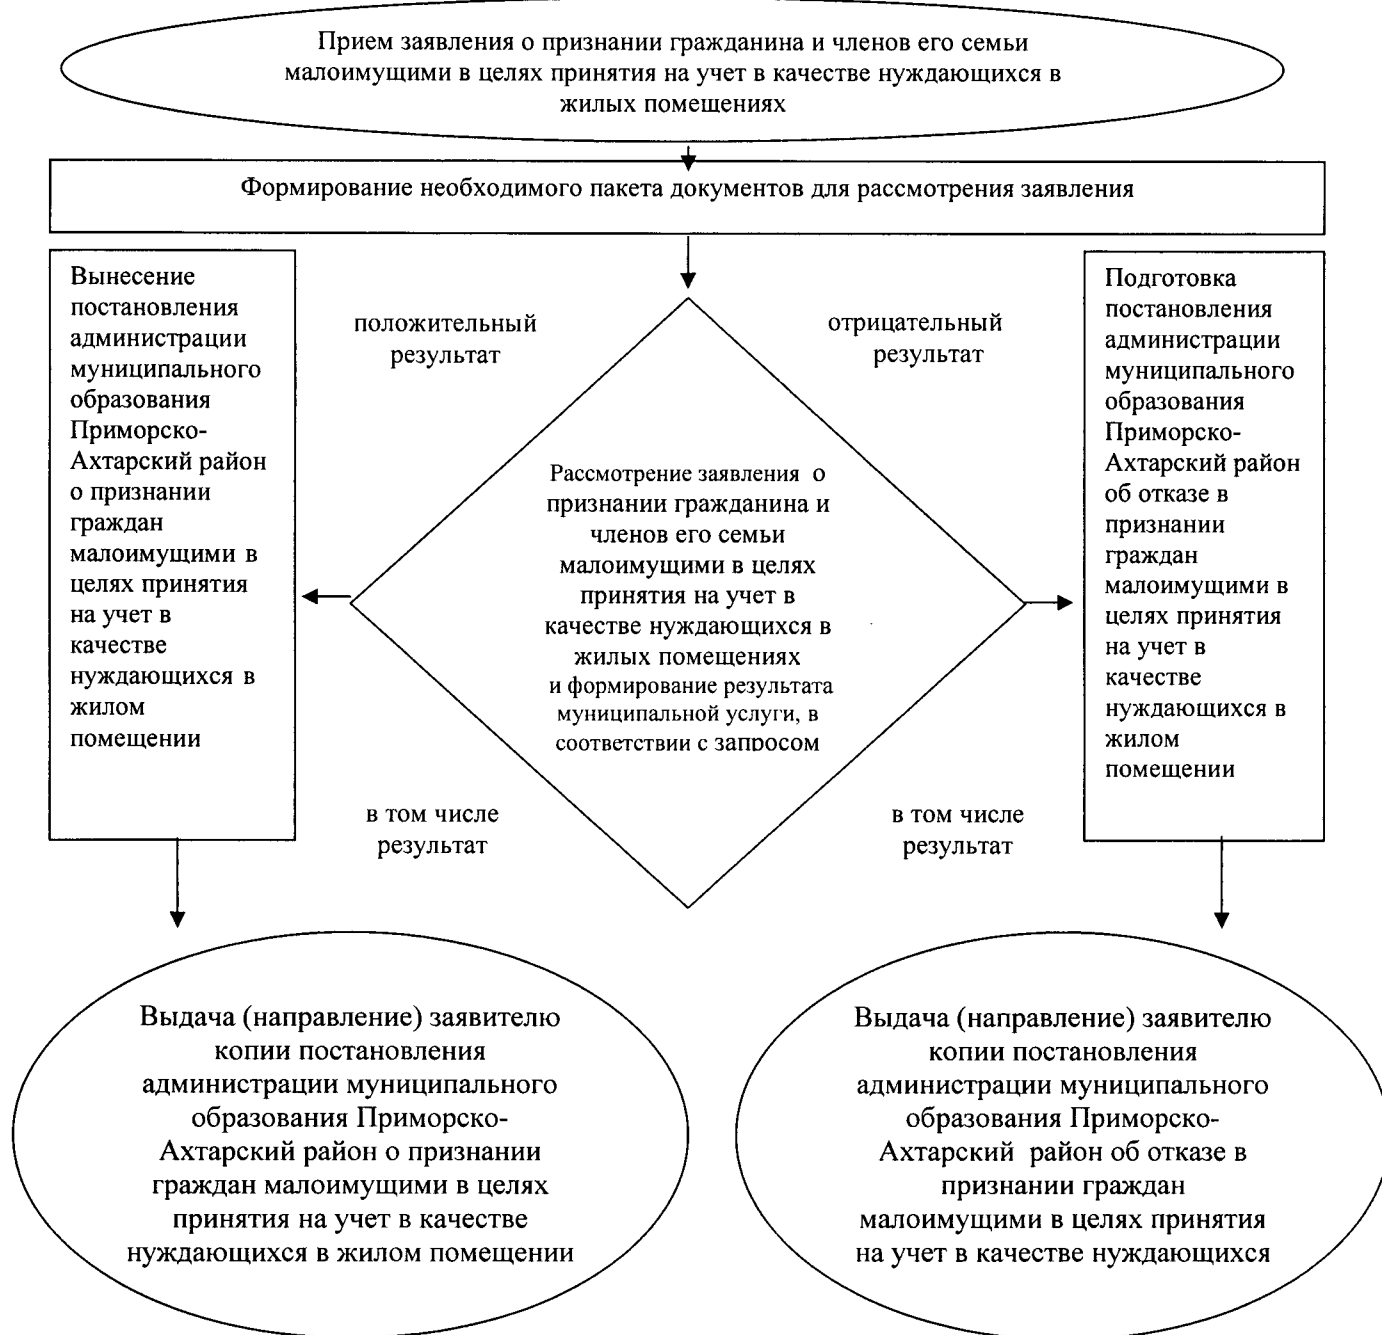 Прием заявления о признании гражданина и членов его семьи
малоимущими в целях принятия на учет в качестве нуждающихся в
жилых помещениях
Формирование необходимого пакета документов для рассмотрения заявления
Вынесение
постановления
администрации
муниципального
образования
Приморско-
Ахтарский район
о признании
граждан
малоимущими в
целях принятия
на учет в
качестве
нуждающихся в
жилом
помещении
положительный
результат
отрицательный
результат
Рассмотрение заявления о
признании гражданина и
членов его семьи
малоимущими в целях
принятия на учет в
качестве нуждающихся в
жилых помещениях
и формирование результата
муниципальной услуги, в
соответствии с запросом
в том числе
результат
в том числе
результат
Подготовка
постановления
администрации
муниципального
образования
Приморско-
Ахтарский район
об отказе в
признании
граждан
малоимущими в
целях принятия
на учет в
качестве
нуждающихся в
жилом
помещении
Выдача (направление) заявителю
копии постановления
администрации муниципального
образования Приморско-
Ахтарский район о признании
граждан малоимущими в целях
принятия на учет в качестве
нуждающихся в жилом помещении
Выдача (направление) заявителю
копии постановления
администрации муниципального
образования Приморско-
Ахтарский район об отказе в
признании граждан
малоимущими в целях принятия
на учет в качестве нуждающихся